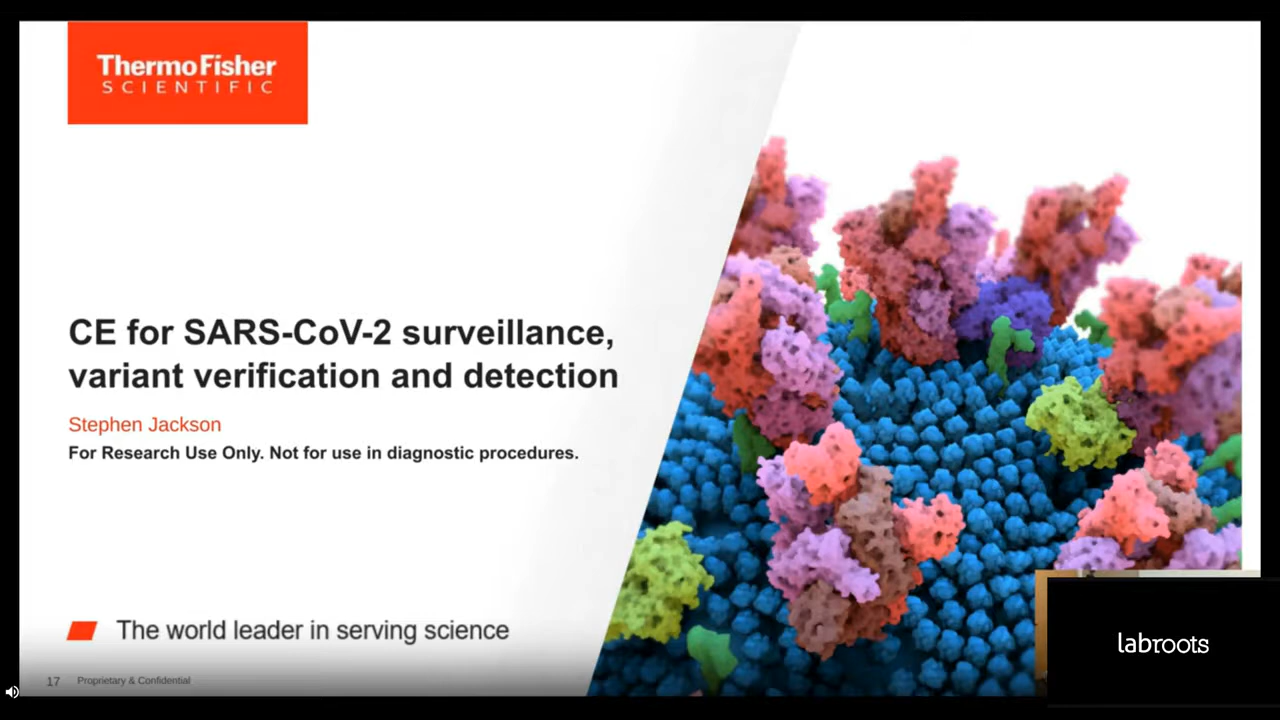 ThermoFisher
SCIENTIFIC
CE for SARS-CoV-2 surveillance,
variant verification and detection
Stephen Jackson
For Research Use Only. Not for use in diagnostic procedures.
The world leader in serving science
17 Proprietary & Confidential
labroots